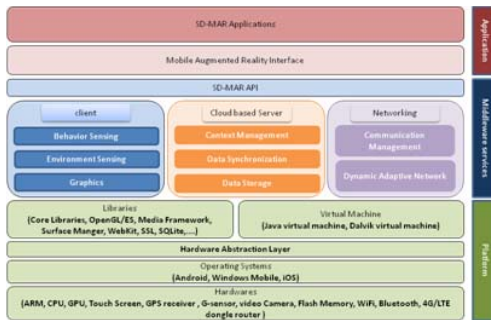 SD-MAR Applications
Mobile Augmented Reality Interface
SD-MAR API
client
Behavior Sensing
Environment Sensing
Graphics
Cloud based Server
Context Management
Data Synchronization
Data Storage
Networking
Communication
Management
Dynamic Adaptive Network
Libraries
(Core Libraries, OpenGL/ES, Media Framework,
Surface Manger, WebKit, SSL, SQLite,....)
Virtual Machine
(Java virtual machine, Dalvik virtual machine)
Hardware Abstraction Layer
Operating Systems
(Android, Windows Mobile, iOS)
Hardwares
(ARM, CPU, GPU, Touch Screen, GPS receiver , G-sensor, video Camera, Flash Memory, WiFi, Bluetooth, 4G/LTE
dongle router )
Application
Middleware services
Platform